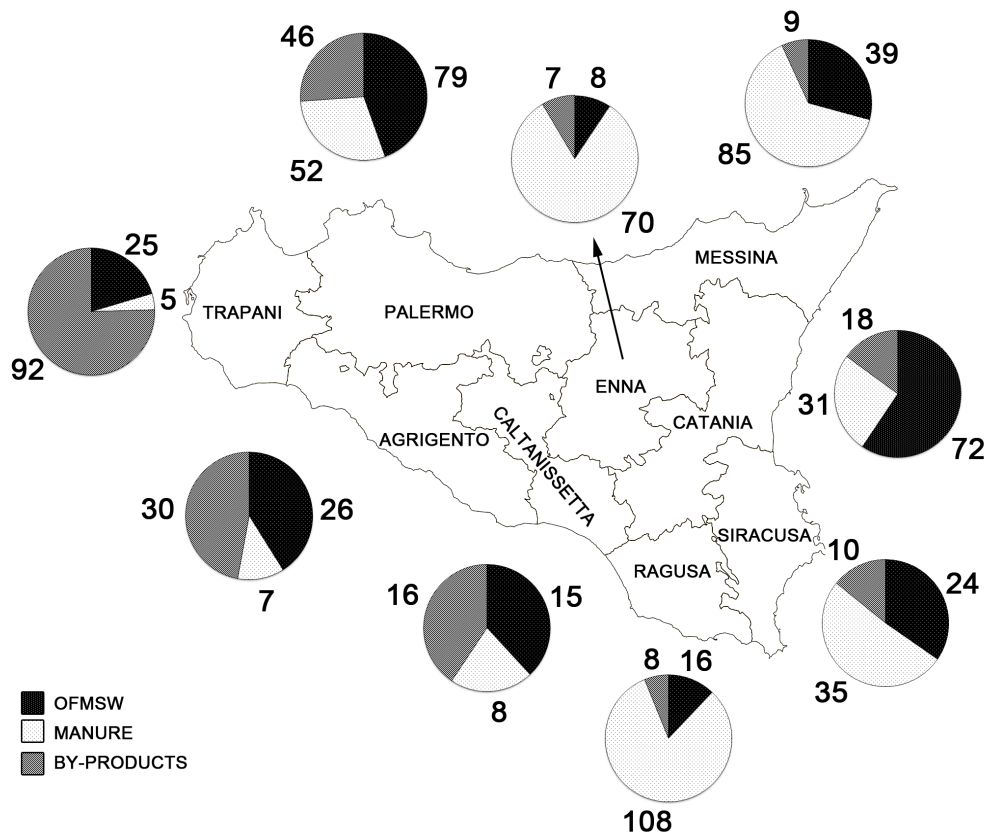 46
79
52
7
8
70
9
39
85
25
5
92
MESSINA
TRAPANI
PALERMO
18
31
72
ENNA
CATANIA
AGRIGENTO
CALTANISSETTA
30
26
7
SIRACUSA
RAGUSA
10
24
35
16
15
8
8
16
108
OFMSW
MANURE
BY-PRODUCTS